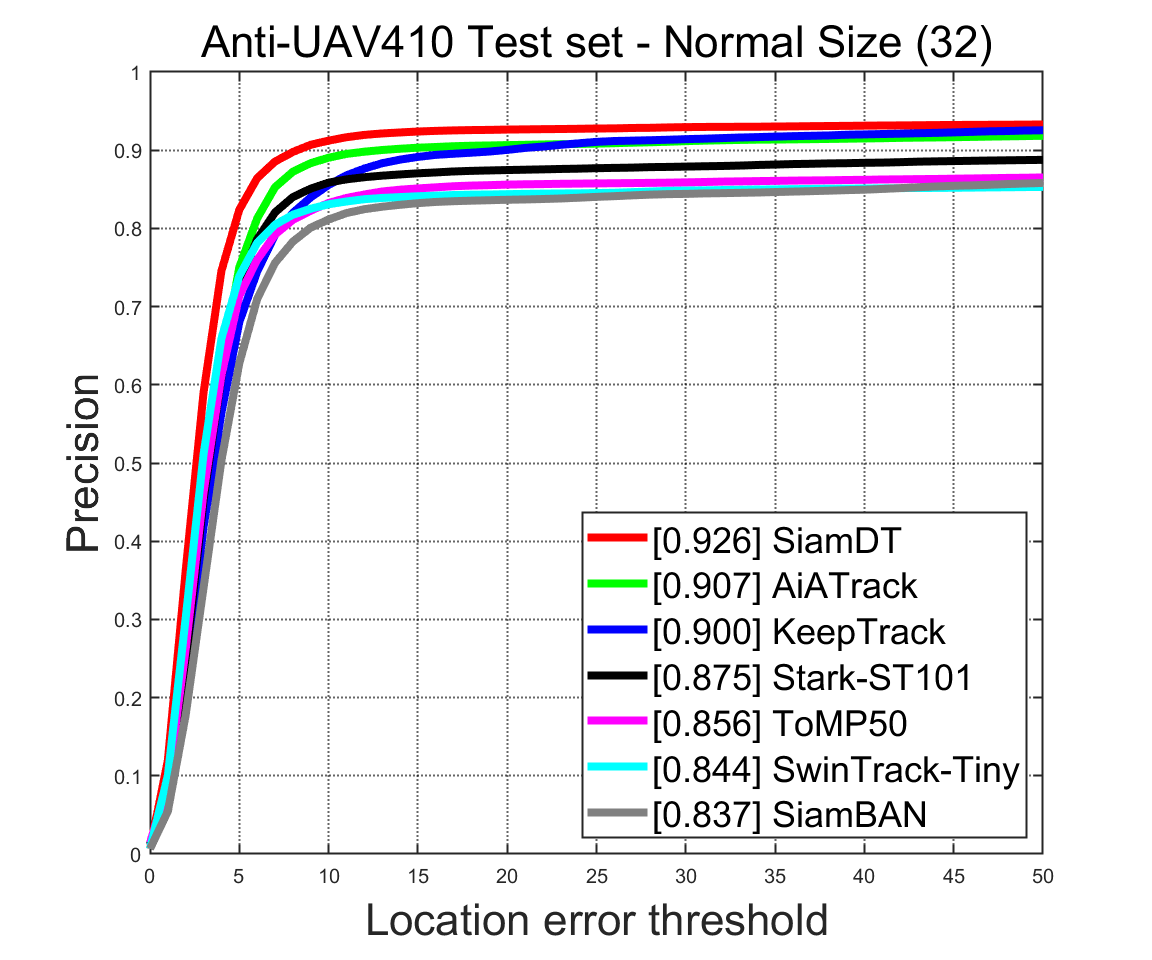 Anti-UAV410 Test set - Normal Size (32)
1
0.9
0.8
0.7
0.6
0.5
0.4
0.3
0.2
0.1
0
Precision
[0.926] SiamDT
[0.907] AiATrack
[0.900] KeepTrack
[0.875] Stark-ST101
[0.856] ToMP50
[0.844] SwinTrack-Tiny
[0.837] SiamBAN
0 5 10 15 20 25 30 35 40 45 50
Location error threshold